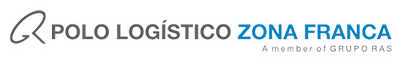 POLO LOGÍSTICO ZONA FRANCA
A member of GRUPO RAS